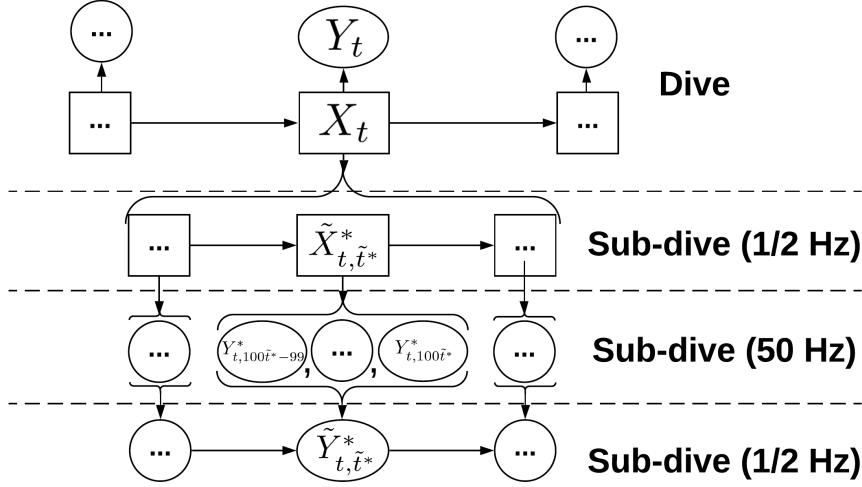 ... Y_t ...
Dive
... X_t ...
... X̃*_{t,t̃*} ... Sub-dive (1/2 Hz)
... Y*_{t,100t̃*−99} , ... , Y*_{t,100t̃*} ... Sub-dive (50 Hz)
... Ỹ*_{t,t̃*} ... Sub-dive (1/2 Hz)